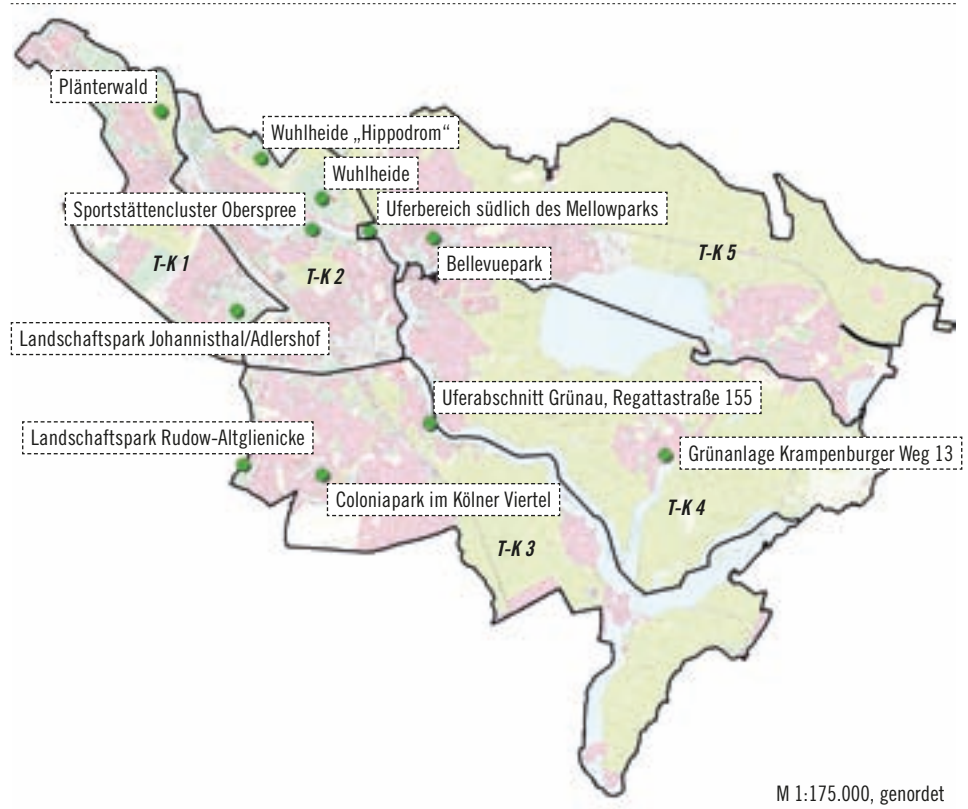 Plänterwald
Wuhlheide „Hippodrom“
Wuhlheide
Sportstättencluster Oberspree
Uferbereich südlich des Mellowparks
T-K 1
T-K 2
Bellevuepark
T-K 5
Landschaftspark Johannisthal/Adlershof
Uferabschnitt Grünau, Regattastraße 155
Landschaftspark Rudow-Altglienicke
Grünanlage Krampenburger Weg 13
Coloniapark im Kölner Viertel
T-K 4
T-K 3
M 1:175.000, genordet